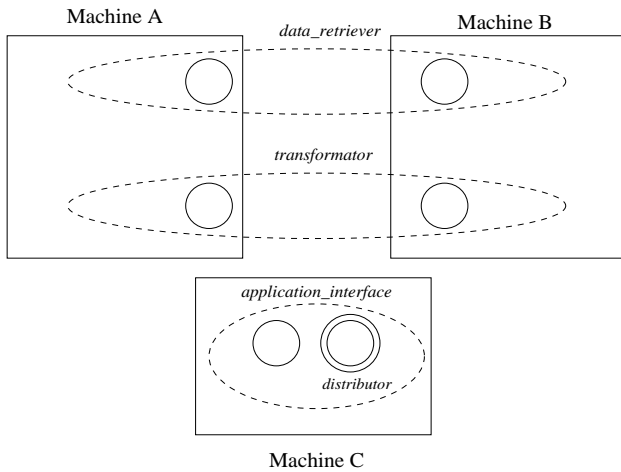 Machine A
data_retriever
Machine B
transformator
application_interface
distributor
Machine C